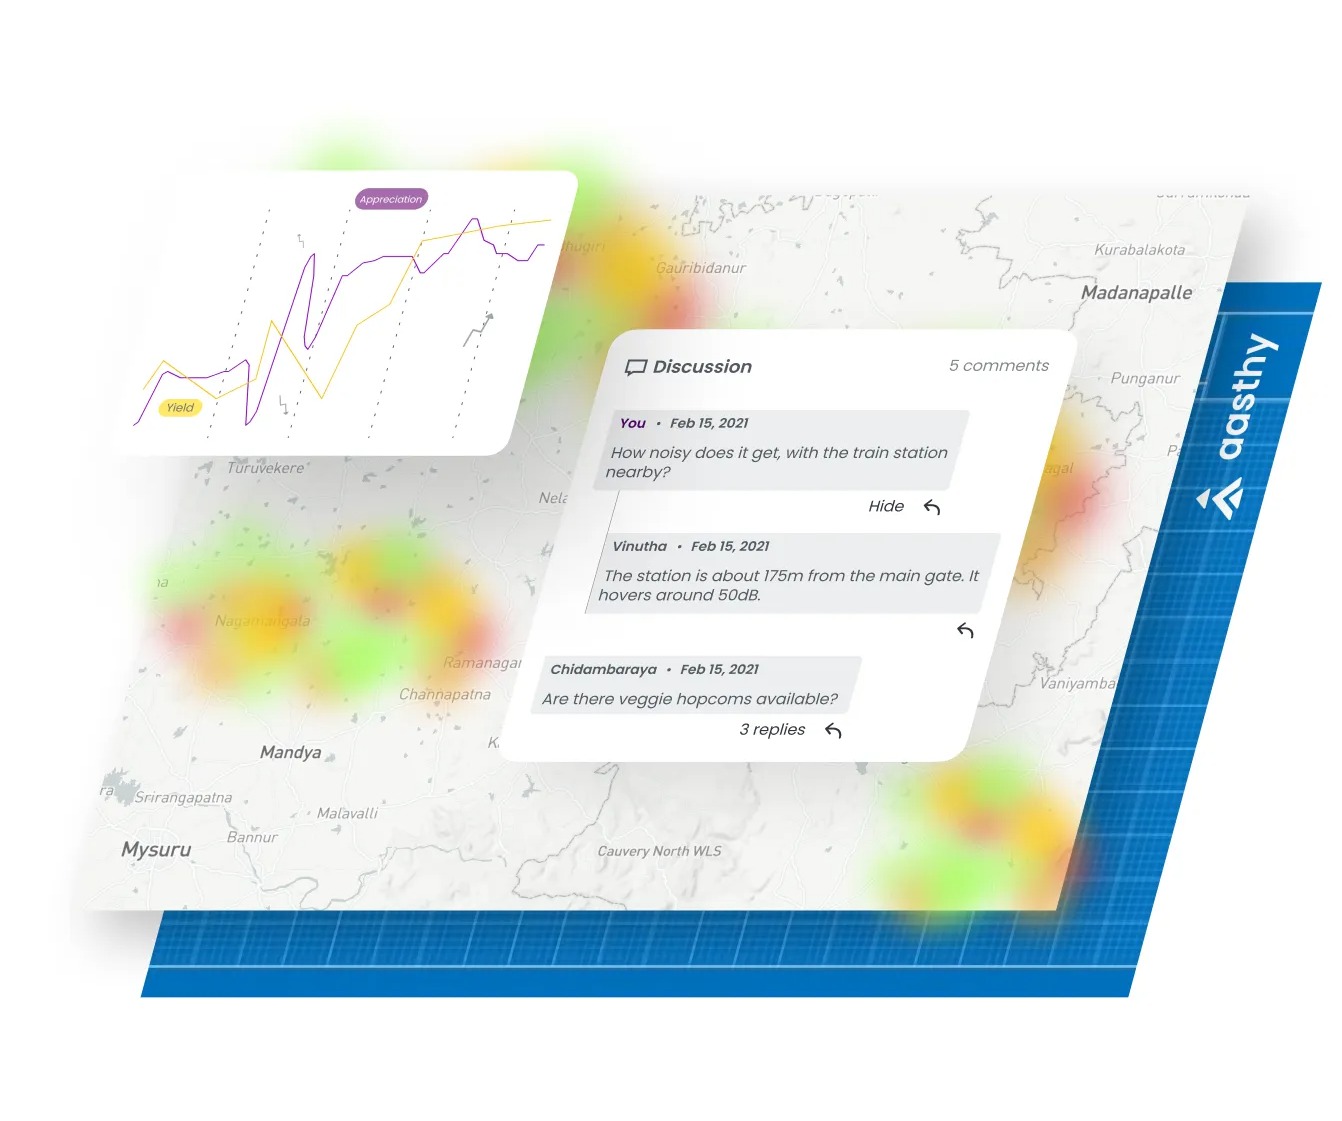 Appreciation
Yield
Gauribidanur
Kurabalakota
Madanapalle
Punganur
aasthy
Turuvekere
Nagamangala
Channapatna
Mandya
Srirangapatna
Malavalli
Bannur
Mysuru
Cauvery North WLS
Discussion
5 comments
You • Feb 15, 2021
How noisy does it get, with the train station
nearby?
Hide
Vinutha • Feb 15, 2021
The station is about 175m from the main gate. It
hovers around 50dB.
Chidambaraya • Feb 15, 2021
Are there veggie hopcoms available?
3 replies